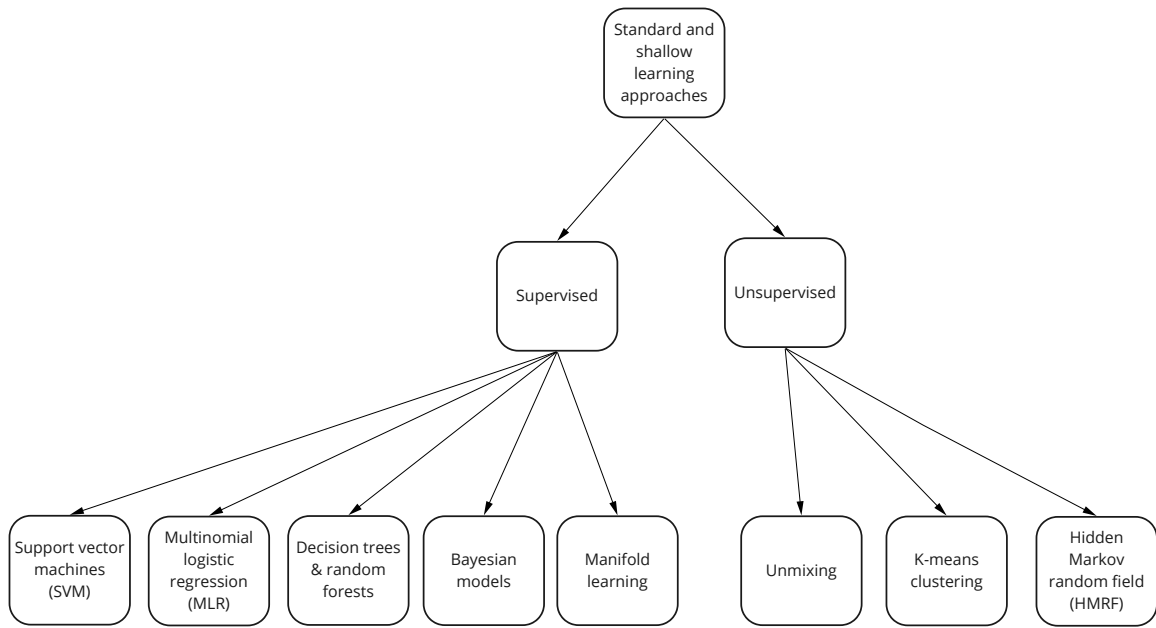 Standard and
shallow
learning
approaches
Supervised
Unsupervised
Support vector
machines
(SVM)
Multinomial
logistic
regression
(MLR)
Decision trees
& random
forests
Bayesian
models
Manifold
learning
Unmixing
K-means
clustering
Hidden
Markov
random field
(HMRF)